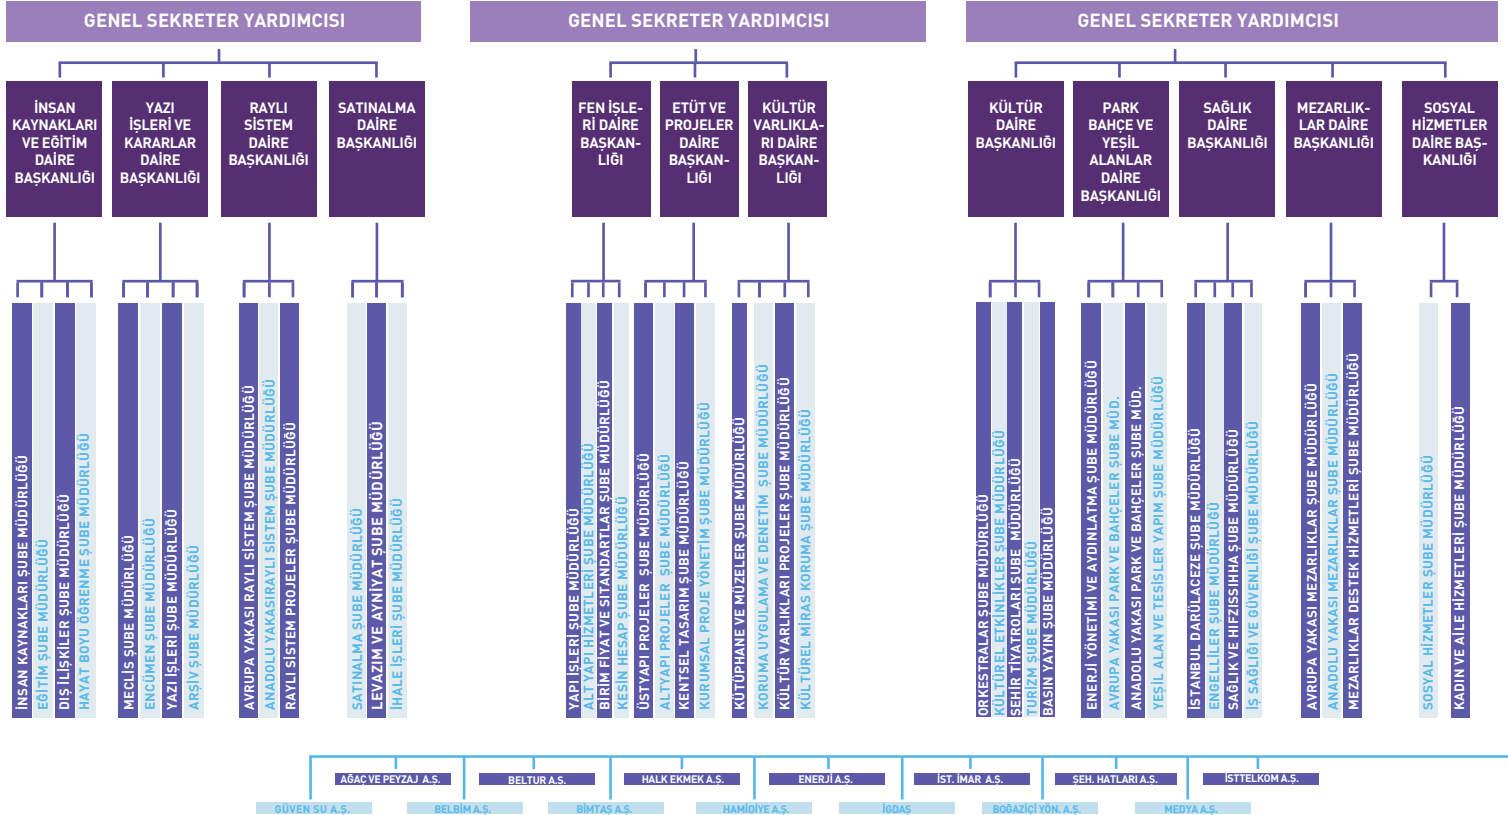 GENEL SEKRETER YARDIMCISI
GENEL SEKRETER YARDIMCISI
GENEL SEKRETER YARDIMCISI
İNSAN
KAYNAKLARI
VE EĞİTİM
DAİRE
BAŞKANLIĞI
YAZI
İŞLERİ VE
KARARLAR
DAİRE
BAŞKANLIĞI
RAYLI
SİSTEM
DAİRE
BAŞKANLIĞI
SATINALMA
DAİRE
BAŞKANLIĞI
FEN İŞLE-
Rİ DAİRE
BAŞKAN-
LIĞI
ETÜT VE
PROJELER
DAİRE
BAŞKAN-
LIĞI
KÜLTÜR
VARLIKLA-
RI DAİRE
BAŞKAN-
LIĞI
KÜLTÜR
DAİRE
BAŞKANLIĞI
PARK
BAHÇE VE
YEŞİL
ALANLAR
DAİRE
BAŞKANLIĞI
SAĞLIK
DAİRE
BAŞKANLIĞI
MEZARLIK-
LAR DAİRE
BAŞKANLIĞI
SOSYAL
HİZMETLER
DAİRE BAŞ-
KANLIĞI
İNSAN KAYNAKLARI ŞUBE MÜDÜRLÜĞÜ
EĞİTİM ŞUBE MÜDÜRLÜĞÜ
DIŞ İLİŞKİLER ŞUBE MÜDÜRLÜĞÜ
HAYAT BOYU ÖĞRENME ŞUBE MÜDÜRLÜĞÜ
MECLİS ŞUBE MÜDÜRLÜĞÜ
ENCÜMEN ŞUBE MÜDÜRLÜĞÜ
YAZI İŞLERİ ŞUBE MÜDÜRLÜĞÜ
ARŞİV ŞUBE MÜDÜRLÜĞÜ
AVRUPA YAKASI RAYLI SİSTEM ŞUBE MÜDÜRLÜĞÜ
ANADOLU YAKASIRAYLI SİSTEM ŞUBE MÜDÜRLÜĞÜ
RAYLI SİSTEM PROJELER ŞUBE MÜDÜRLÜĞÜ
SATINALMA ŞUBE MÜDÜRLÜĞÜ
LEVAZIM VE AYNİYAT ŞUBE MÜDÜRLÜĞÜ
İHALE İŞLERİ ŞUBE MÜDÜRLÜĞÜ
YAPI İŞLERİ ŞUBE MÜDÜRLÜĞÜ
ALT YAPI HİZMETLERİ ŞUBE MÜDÜRLÜĞÜ
BİRİM FİYAT VE SITANDARTLAR ŞUBE MÜDÜRLÜĞÜ
KESİN HESAP ŞUBE MÜDÜRLÜĞÜ
ÜSTYAPI PROJELER ŞUBE MÜDÜRLÜĞÜ
ALTYAPI PROJELER ŞUBE MÜDÜRLÜĞÜ
KENTSEL TASARIM ŞUBE MÜDÜRLÜĞÜ
KURUMSAL PROJE YÖNETİM ŞUBE MÜDÜRLÜĞÜ
KÜTÜPHANE VE MÜZELER ŞUBE MÜDÜRLÜĞÜ
KORUMA UYGULAMA VE DENETİM ŞUBE MÜDÜRLÜĞÜ
KÜLTÜR VARLIKLARI PROJELER ŞUBE MÜDÜRLÜĞÜ
KÜLTÜREL MİRAS KORUMA ŞUBE MÜDÜRLÜĞÜ
ORKESTRALAR ŞUBE MÜDÜRLÜĞÜ
KÜLTÜREL ETKİNLİKLER ŞUBE MÜDÜRLÜĞÜ
ŞEHİR TİYATROLARI ŞUBE MÜDÜRLÜĞÜ
TURİZM ŞUBE MÜDÜRLÜĞÜ
BASIN YAYIN ŞUBE MÜDÜRLÜĞÜ
ENERJİ YÖNETİMİ VE AYDINLATMA ŞUBE MÜDÜRLÜĞÜ
AVRUPA YAKASI PARK VE BAHÇELER ŞUBE MÜD.
ANADOLU YAKASI PARK VE BAHÇELER ŞUBE MÜD.
YEŞİL ALAN VE TESİSLER YAPIM ŞUBE MÜDÜRLÜĞÜ
İSTANBUL DARÜLACEZE ŞUBE MÜDÜRLÜĞÜ
ENGELLİLER ŞUBE MÜDÜRLÜĞÜ
SAĞLIK VE HIFZISSIHHA ŞUBE MÜDÜRLÜĞÜ
İŞ SAĞLIĞI VE GÜVENLİĞİ ŞUBE MÜDÜRLÜĞÜ
AVRUPA YAKASI MEZARLIKLAR ŞUBE MÜDÜRLÜĞÜ
ANADOLU YAKASI MEZARLIKLAR ŞUBE MÜDÜRLÜĞÜ
MEZARLIKLAR DESTEK HİZMETLERİ ŞUBE MÜDÜRLÜĞÜ
SOSYAL HİZMETLER ŞUBE MÜDÜRLÜĞÜ
KADIN VE AİLE HİZMETLERİ ŞUBE MÜDÜRLÜĞÜ
AĞAÇ VE PEYZAJ A.Ş.
BELTUR A.Ş.
HALK EKMEK A.Ş.
ENERJİ A.Ş.
İST. İMAR A.Ş.
ŞEH. HATLARI A.Ş.
İSTTELKOM A.Ş.
GÜVEN SU A.Ş.
BELBİM A.Ş.
BİMTAŞ A.Ş.
HAMİDİYE A.Ş.
İGDAŞ
BOĞAZİÇİ YÖN. A.Ş.
MEDYA A.Ş.